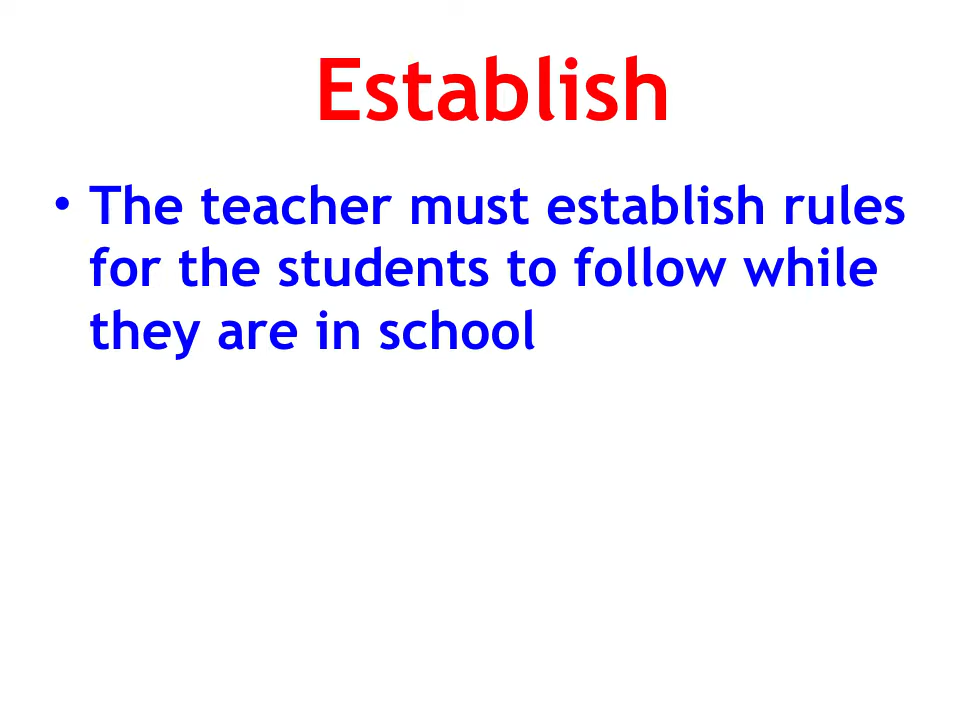 Establish
• The teacher must establish rules
for the students to follow while
they are in school